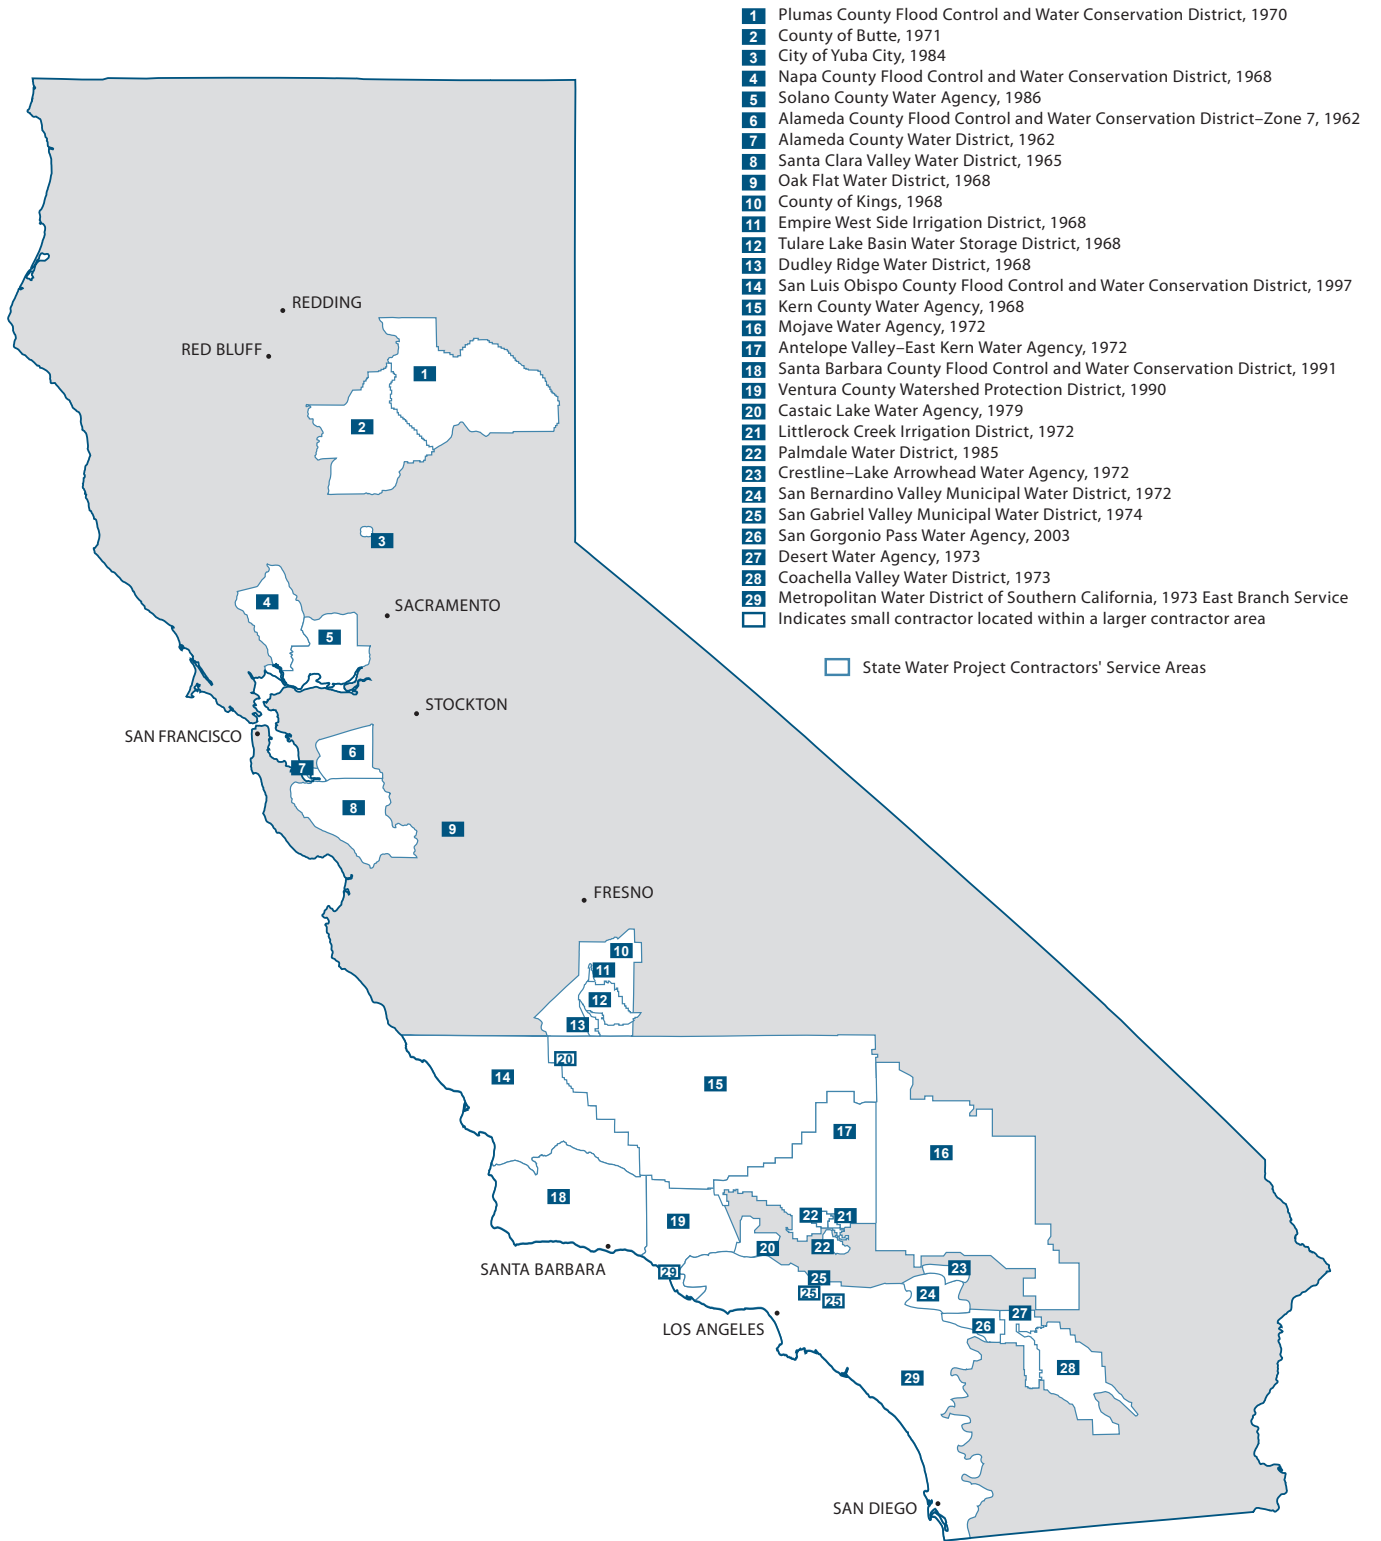 1 Plumas County Flood Control and Water Conservation District, 1970
2 County of Butte, 1971
3 City of Yuba City, 1984
4 Napa County Flood Control and Water Conservation District, 1968
5 Solano County Water Agency, 1986
6 Alameda County Flood Control and Water Conservation District–Zone 7, 1962
7 Alameda County Water District, 1962
8 Santa Clara Valley Water District, 1965
9 Oak Flat Water District, 1968
10 County of Kings, 1968
11 Empire West Side Irrigation District, 1968
12 Tulare Lake Basin Water Storage District, 1968
13 Dudley Ridge Water District, 1968
14 San Luis Obispo County Flood Control and Water Conservation District, 1997
15 Kern County Water Agency, 1968
16 Mojave Water Agency, 1972
17 Antelope Valley–East Kern Water Agency, 1972
18 Santa Barbara County Flood Control and Water Conservation District, 1991
19 Ventura County Watershed Protection District, 1990
20 Castaic Lake Water Agency, 1979
21 Littlerock Creek Irrigation District, 1972
22 Palmdale Water District, 1985
23 Crestline–Lake Arrowhead Water Agency, 1972
24 San Bernardino Valley Municipal Water District, 1972
25 San Gabriel Valley Municipal Water District, 1974
26 San Gorgonio Pass Water Agency, 2003
27 Desert Water Agency, 1973
28 Coachella Valley Water District, 1973
29 Metropolitan Water District of Southern California, 1973 East Branch Service
Indicates small contractor located within a larger contractor area
State Water Project Contractors' Service Areas
REDDING
RED BLUFF
1
2
3
4
SACRAMENTO
5
STOCKTON
SAN FRANCISCO
6
7
8
9
FRESNO
10
11
12
13
20
14
15
17
16
18
19
22
21
22
20
SANTA BARBARA
29
23
25
25
25
24
LOS ANGELES
27
26
28
29
SAN DIEGO